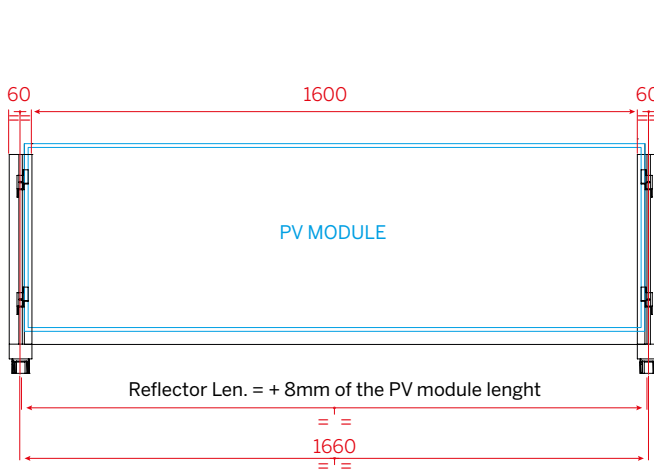 60 1600 60
PV MODULE
Reflector Len. = + 8mm of the PV module lenght
= =
1660
= =